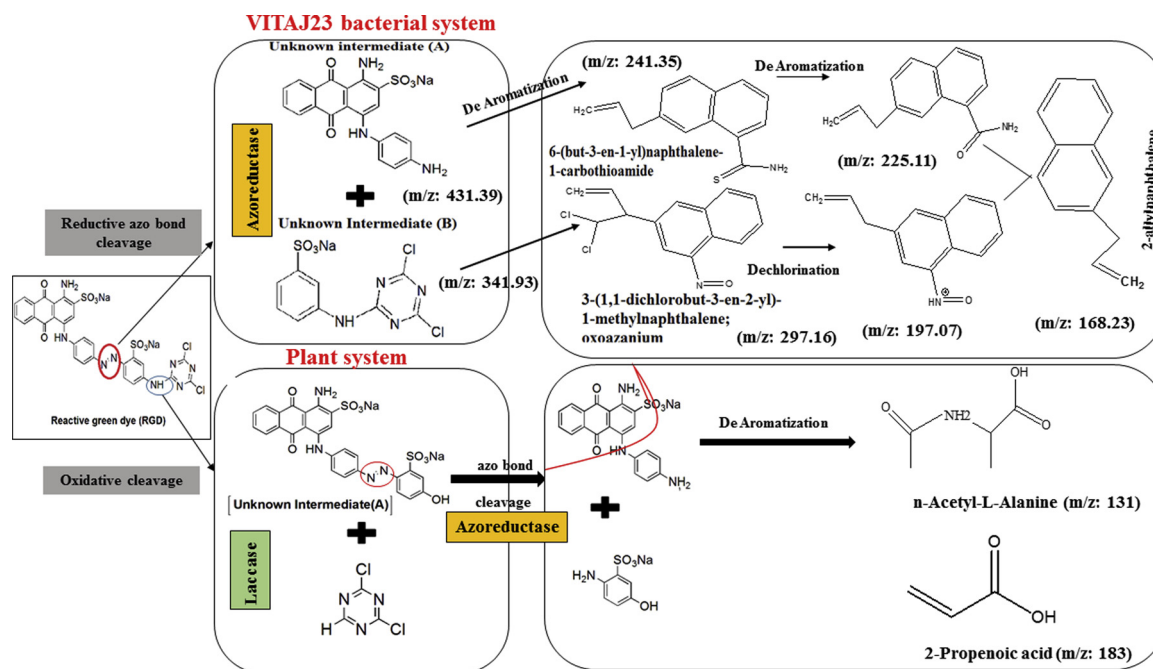 VITAJ23 bacterial system
Unknown intermediate (A)
O
NH2
SO3Na
O
HN
NH2
(m/z: 431.39)
Azoreductase
Unknown Intermediate (B)
SO3Na
Cl
N
N
N
N
H
Cl
(m/z: 341.93)
De Aromatization
(m/z: 241.35)
H2C
S
NH2
6-(but-3-en-1-yl)naphthalene-
1-carbothioamide
De Aromatization
H2C
NH2
O
(m/z: 225.11)
CH2
Cl
Cl
N
O
3-(1,1-dichlorobut-3-en-2-yl)-
1-methylnaphthalene;
oxoazanium
(m/z: 297.16)
Dechlorination
H2C
HN
O
(m/z: 197.07)
CH2
(m/z: 168.23)
2-allylnaphthalene
Reductive azo bond
cleavage
O
NH2
SO3Na
O
HN
N
N
SO3Na
NH
N
N
N
Cl
Cl
Reactive green dye (RGD)
Oxidative cleavage
Plant system
O
NH2
SO3Na
O
HN
N
N
SO3Na
OH
[Unknown Intermediate(A)]
Laccase
Cl
N
N
H
N
Cl
azo bond
cleavage
Azoreductase
O
NH2
SO3Na
O
HN
NH2
SO3Na
H2N
OH
De Aromatization
OH
O
NH2
O
n-Acetyl-L-Alanine (m/z: 131)
O
OH
2-Propenoic acid (m/z: 183)